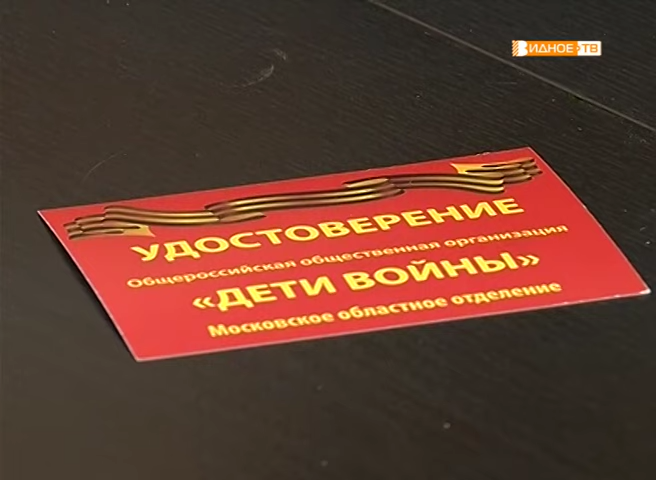 ВИДНОЕ-ТВ
УДОСТОВЕРЕНИЕ
Общероссийская общественная организация
«ДЕТИ ВОЙНЫ»
Московское областное отделение